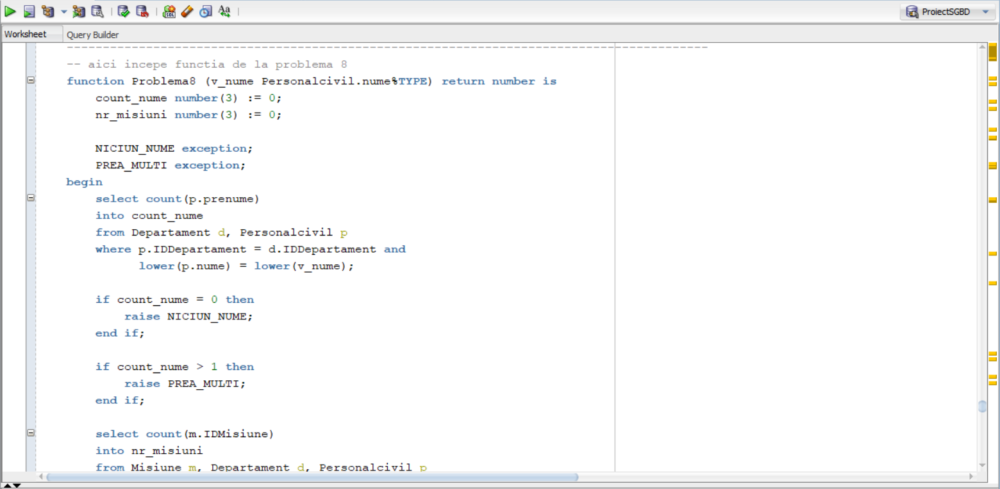 SQL
Aa
ProiectSGBD
Worksheet
Query Builder
-----------------------------------------------------------------------------------------
-- aici incepe functia de la problema 8
function Problema8 (v_nume Personalcivil.nume%TYPE) return number is
count_nume number(3) := 0;
nr_misiuni number(3) := 0;
NICIUN_NUME exception;
PREA_MULTI exception;
begin
select count(p.prenume)
into count_nume
from Departament d, Personalcivil p
where p.IDDepartament = d.IDDepartament and
lower(p.nume) = lower(v_nume);
if count_nume = 0 then
raise NICIUN_NUME;
end if;
if count_nume > 1 then
raise PREA_MULTI;
end if;
select count(m.IDMisiune)
into nr_misiuni
from Misiune m, Departament d, Personalcivil p